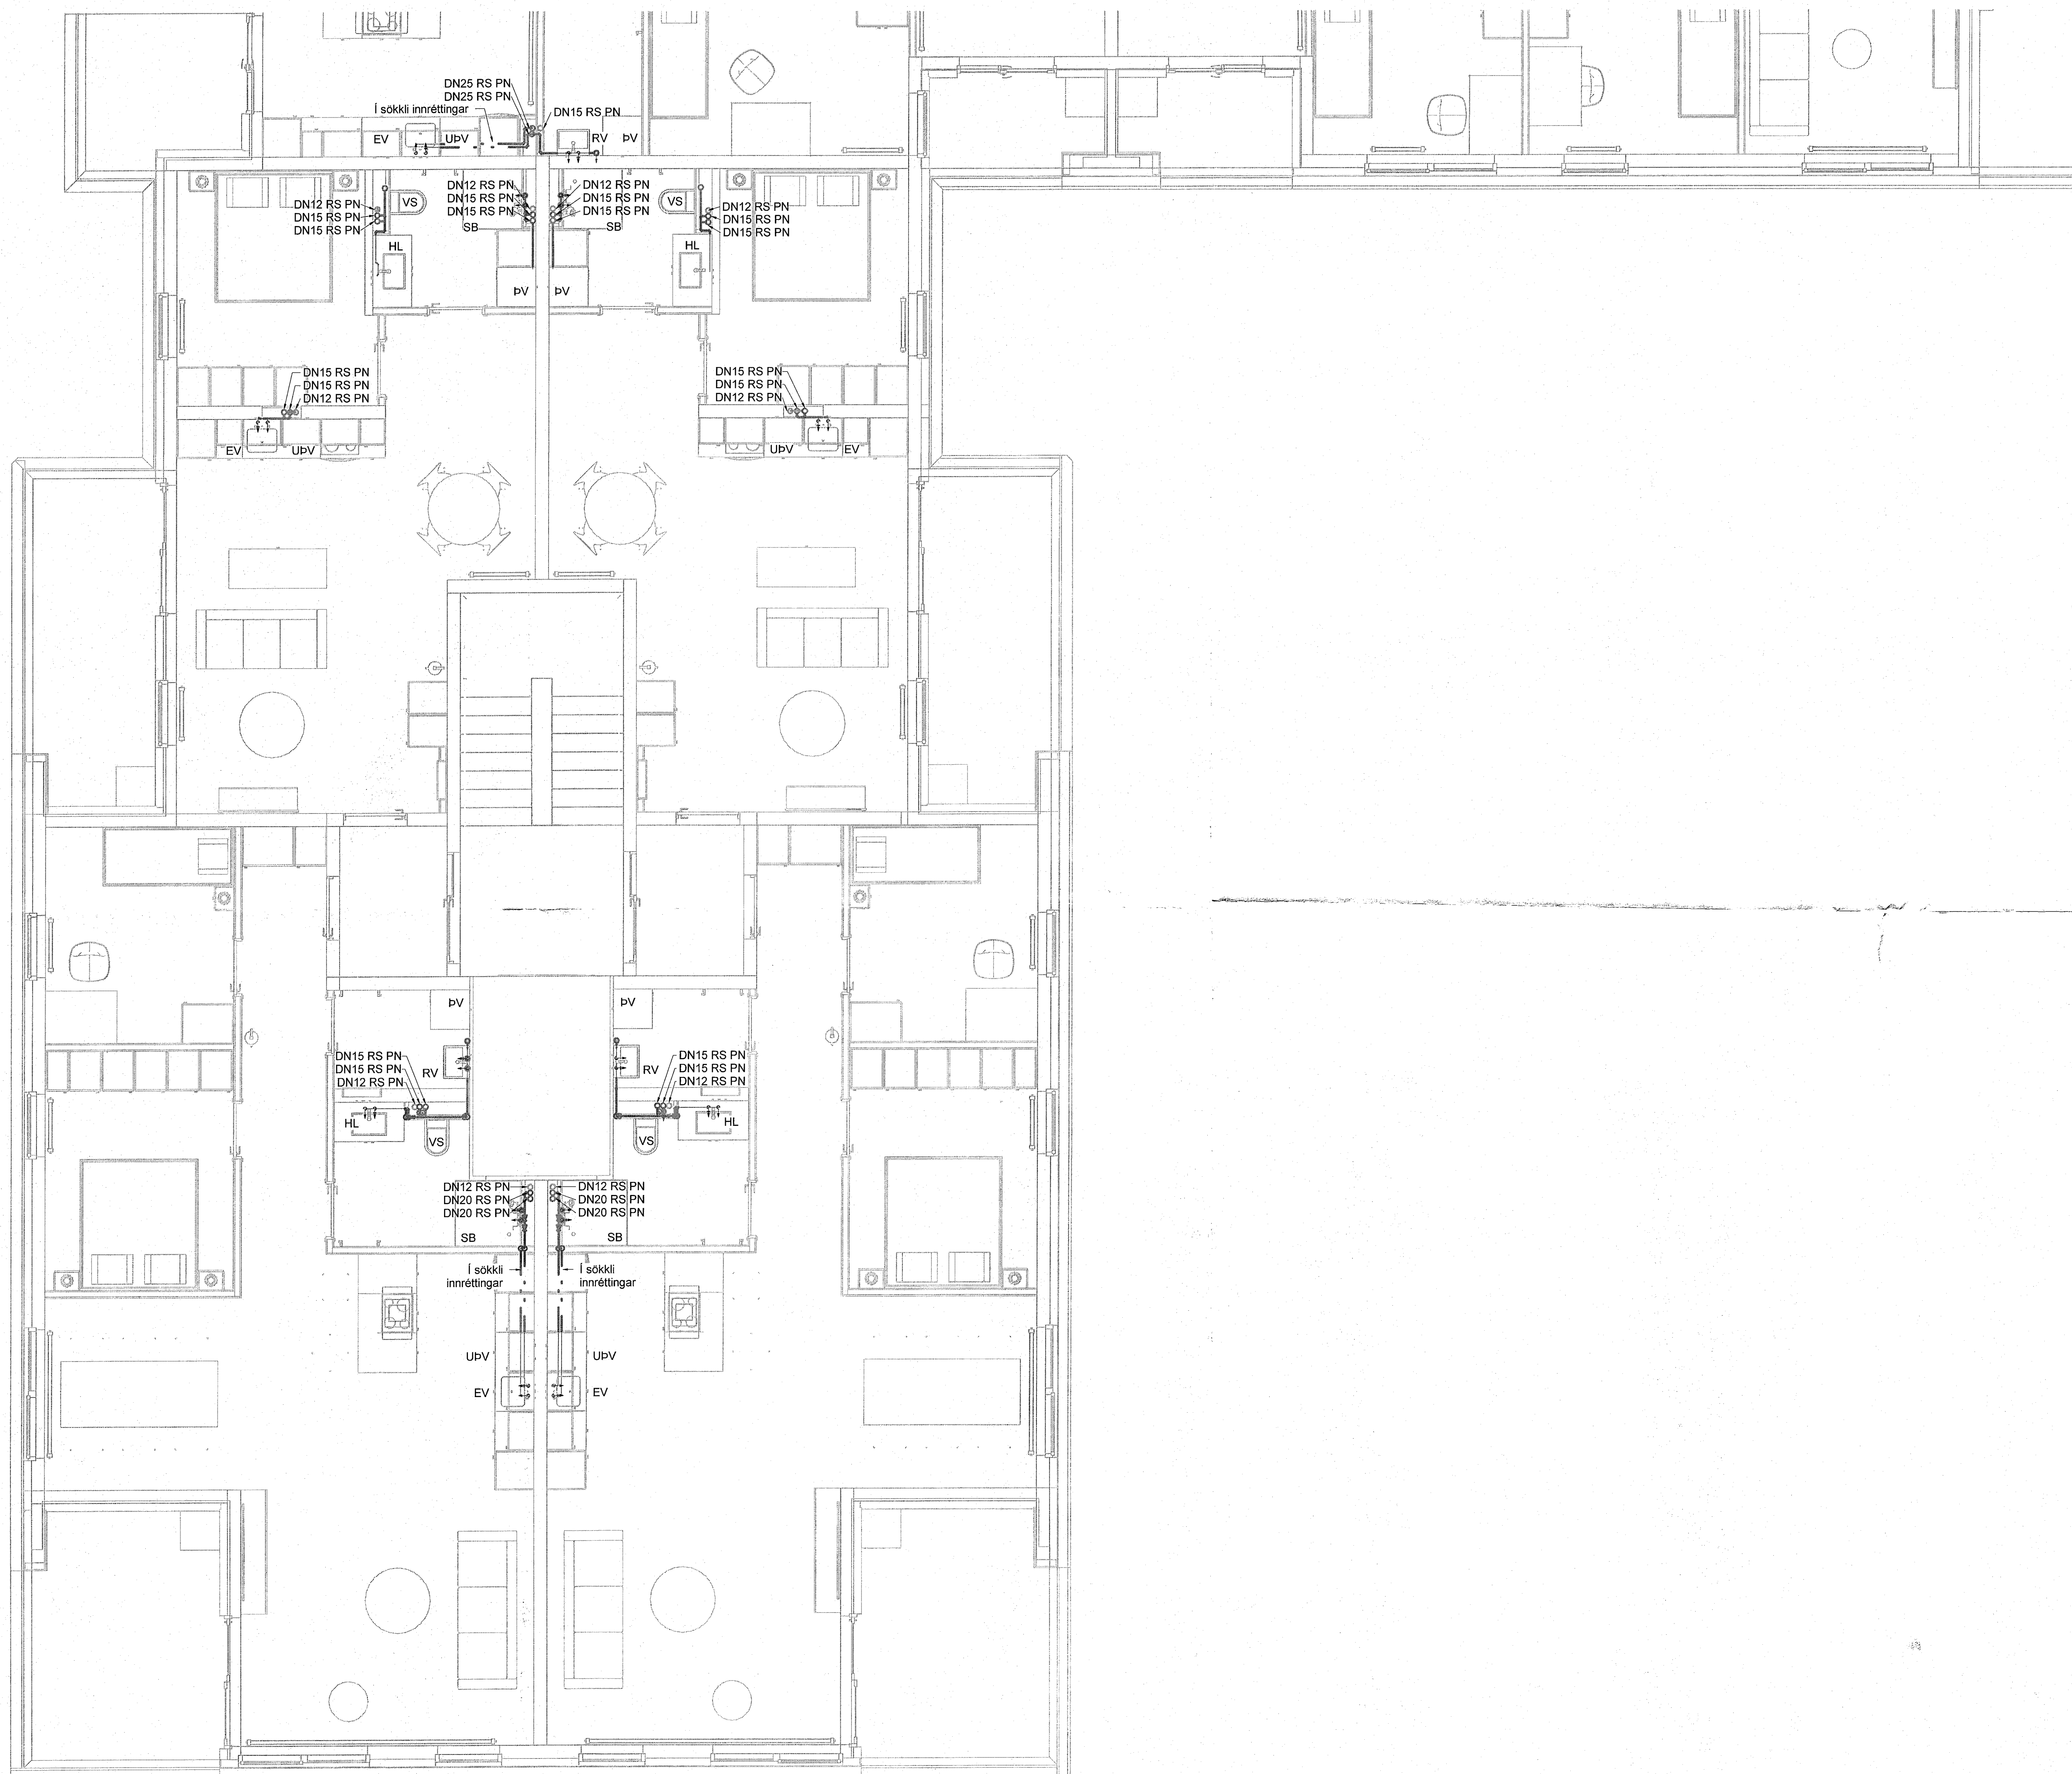 DN25 RS PN
DN25 RS PN
Í sökkli innréttingar
DN15 RS PN
EV
UÞV
RV
ÞV
DN12 RS PN
DN15 RS PN
DN15 RS PN
VS
HL
DN12 RS PN
DN15 RS PN
DN15 RS PN
SB
DN12 RS PN
DN15 RS PN
DN15 RS PN
SB
VS
HL
DN12 RS PN
DN15 RS PN
DN15 RS PN
ÞV
ÞV
DN15 RS PN
DN15 RS PN
DN12 RS PN
EV
UÞV
DN15 RS PN
DN15 RS PN
DN12 RS PN
UÞV
EV
ÞV
ÞV
DN15 RS PN
DN15 RS PN
DN12 RS PN
RV
HL
VS
RV
DN15 RS PN
DN15 RS PN
DN12 RS PN
VS
HL
DN12 RS PN
DN20 RS PN
DN20 RS PN
SB
DN12 RS PN
DN20 RS PN
DN20 RS PN
SB
Í sökkli
innréttingar
Í sökkli
innréttingar
UÞV
UÞV
EV
EV